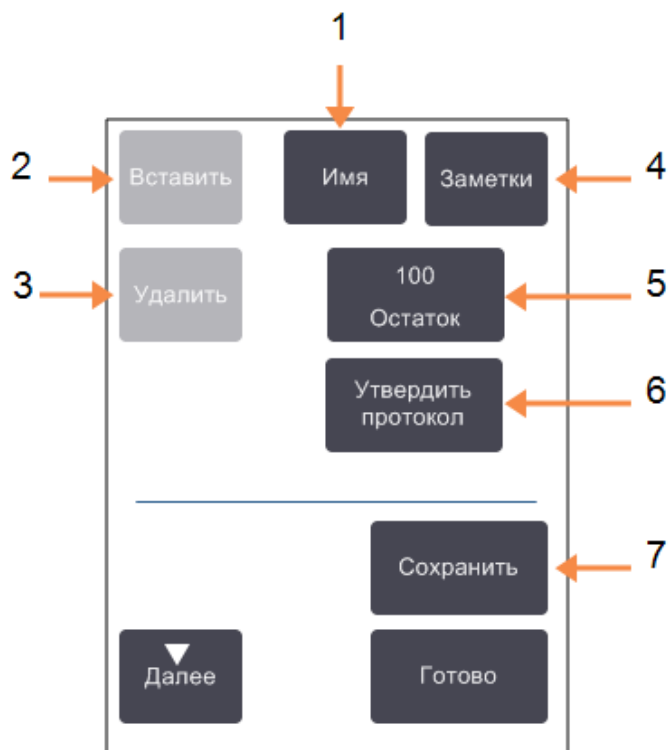 1
2
Вставить
Имя
Заметки
4
3
Удалить
100
Остаток
5
Утвердить
протокол
6
Сохранить
7
Далее
Готово